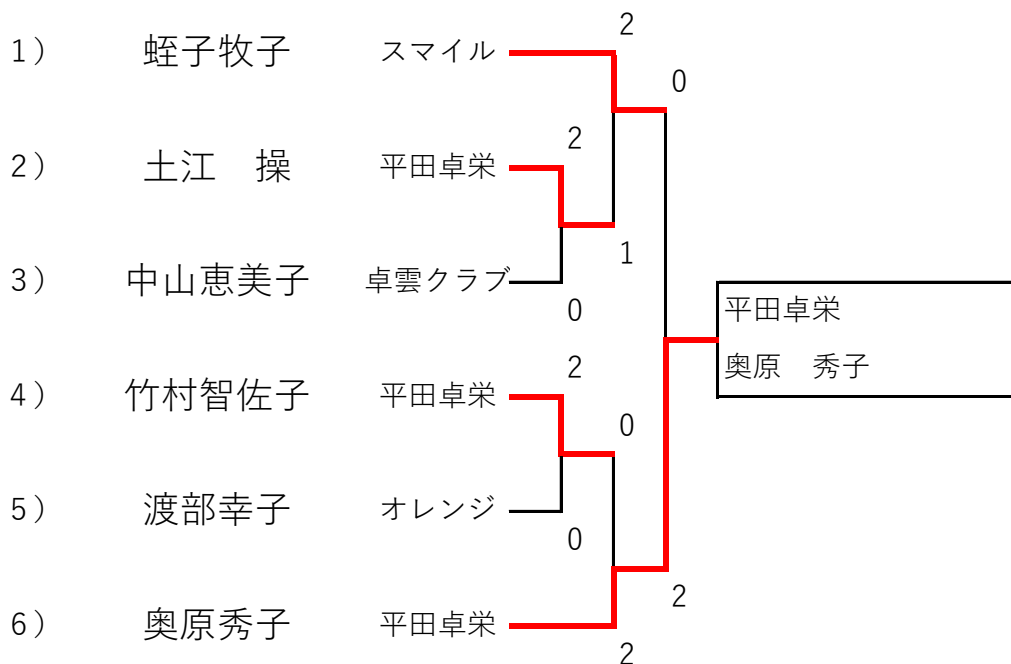 2
1） 蛭子牧子 スマイル
0
2
2） 土江　操 平田卓栄
1
3） 中山恵美子 卓雲クラブ
0
平田卓栄
奥原　秀子
2
4） 竹村智佐子 平田卓栄
0
5） 渡部幸子 オレンジ
0
2
6） 奥原秀子 平田卓栄
2